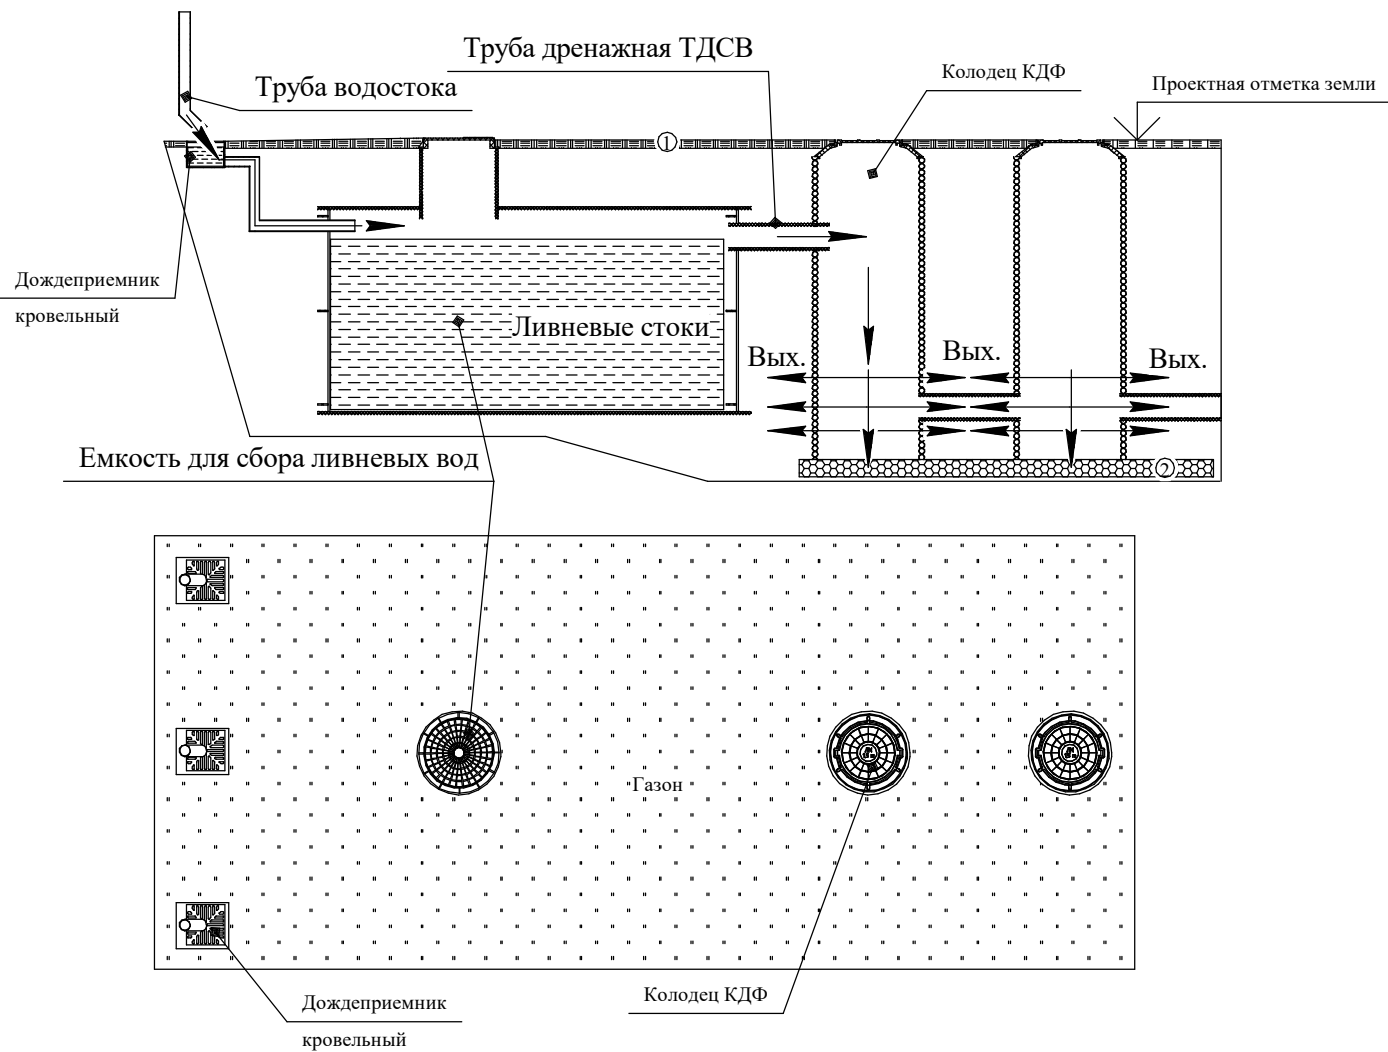 Труба дренажная ТДСВ
Колодец КДФ
Проектная отметка земли
Труба водостока
1
Дождеприемник
кровельный
Ливневые стоки
Вых.
Вых.
Вых.
Емкость для сбора ливневых вод
2
Газон
Колодец КДФ
Дождеприемник
кровельный